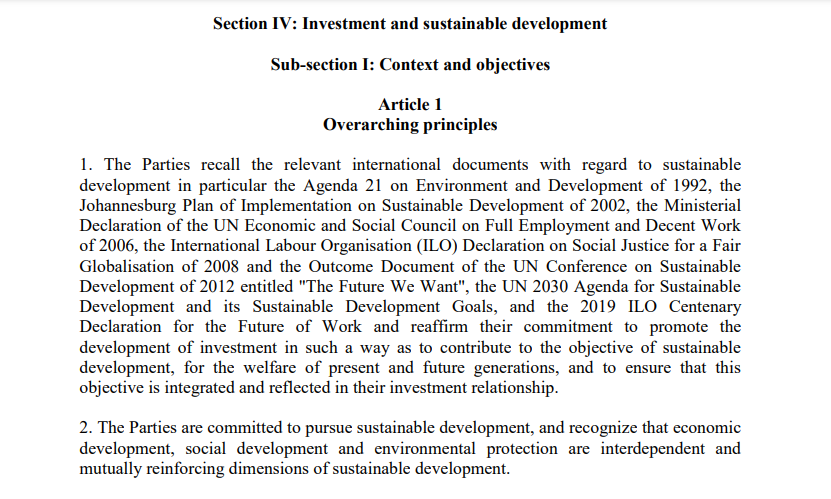 Section IV: Investment and sustainable development
Sub-section I: Context and objectives
Article 1
Overarching principles
1. The Parties recall the relevant international documents with regard to sustainable
development in particular the Agenda 21 on Environment and Development of 1992, the
Johannesburg Plan of Implementation on Sustainable Development of 2002, the Ministerial
Declaration of the UN Economic and Social Council on Full Employment and Decent Work
of 2006, the International Labour Organisation (ILO) Declaration on Social Justice for a Fair
Globalisation of 2008 and the Outcome Document of the UN Conference on Sustainable
Development of 2012 entitled "The Future We Want", the UN 2030 Agenda for Sustainable
Development and its Sustainable Development Goals, and the 2019 ILO Centenary
Declaration for the Future of Work and reaffirm their commitment to promote the
development of investment in such a way as to contribute to the objective of sustainable
development, for the welfare of present and future generations, and to ensure that this
objective is integrated and reflected in their investment relationship.
2. The Parties are committed to pursue sustainable development, and recognize that economic
development, social development and environmental protection are interdependent and
mutually reinforcing dimensions of sustainable development.